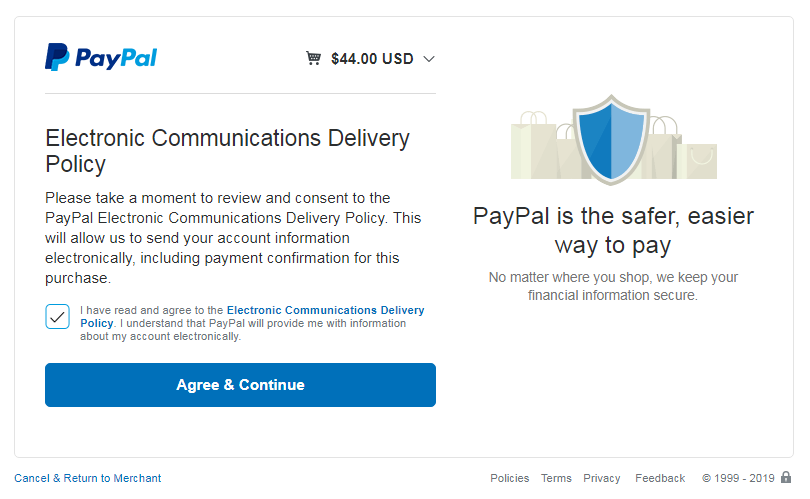 PayPal
$44.00 USD
Electronic Communications Delivery
Policy
Please take a moment to review and consent to the
PayPal Electronic Communications Delivery Policy. This
will allow us to send your account information
electronically, including payment confirmation for this
purchase.
I have read and agree to the Electronic Communications Delivery
Policy. I understand that PayPal will provide me with information
about my account electronically.
Agree & Continue
PayPal is the safer, easier
way to pay
No matter where you shop, we keep your
financial information secure.
Cancel & Return to Merchant
Policies Terms Privacy Feedback © 1999 - 2019